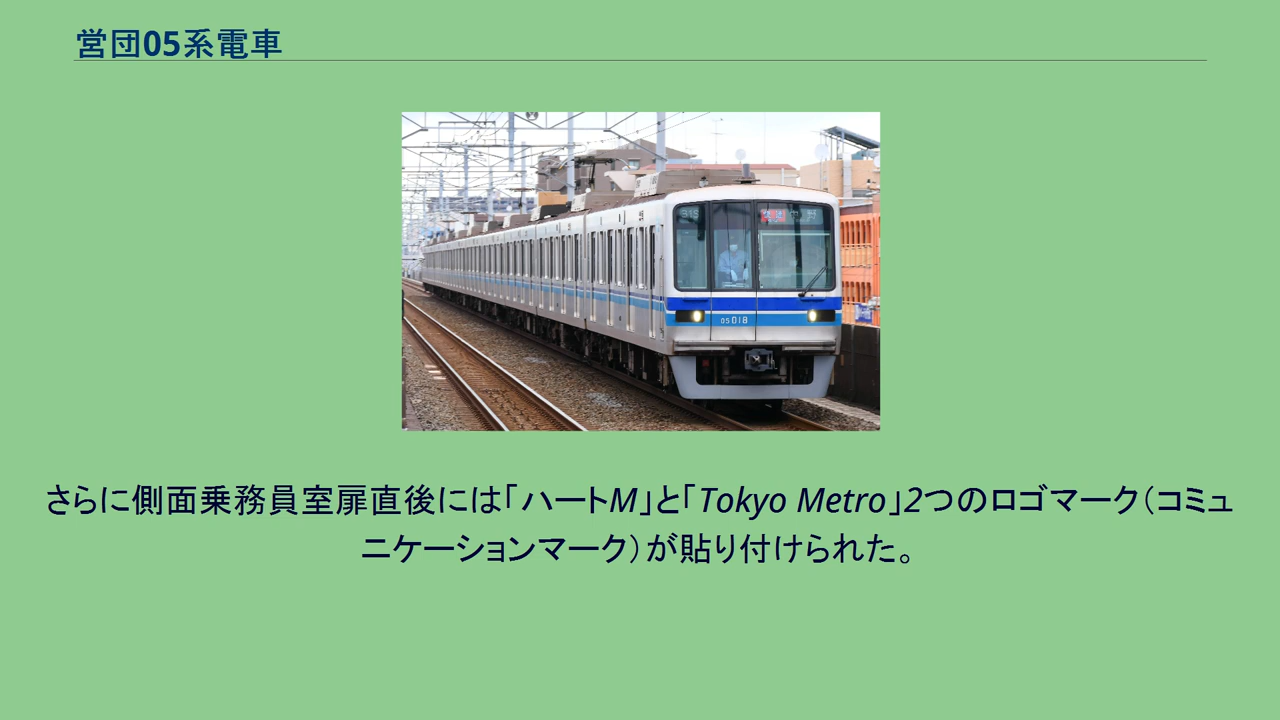 営団05系電車
さらに側面乗務員室扉直後には「ハートM」と「Tokyo Metro」2つのロゴマーク（コミュ
ニケーションマーク）が貼り付けられた。
05 018